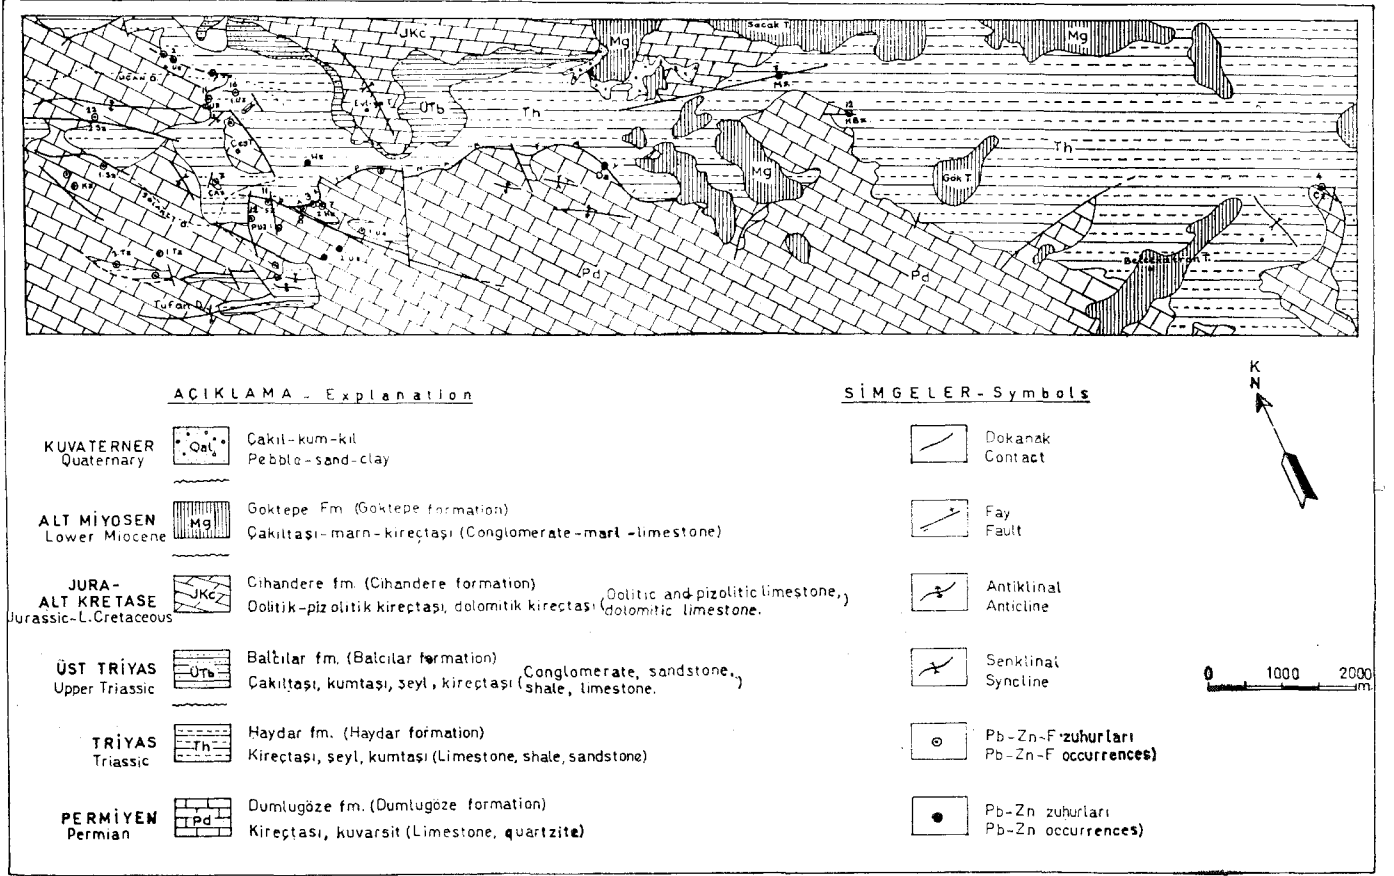 JKc
Mg
Sacak T.
Mg
ÜTb
Th
Th
Mg
Gök T.
Pd
Pd
Tufan D.
AÇIKLAMA - Explanation
KUVATERNER
Quaternary
Qal
Çakıl-kum-kil
Pebble-sand-clay
ALT MİYOSEN
Lower Miocene
Mg
Göktepe Fm (Göktepe formation)
Çakıltaşı-marn-kireçtaşı (Conglomerate-marl-limestone)
JURA-
ALT KRETASE
Jurassic-L.Cretaceous
JKc
Cihandere fm. (Cihandere formation)
Oolitik-pizolitik kireçtaşı, dolomitik kireçtaşı (Oolitic and pizolitic limestone,
dolomitic limestone.)
ÜST TRİYAS
Upper Triassic
ÜTb
Balcılar fm. (Balcılar formation)
Çakıltaşı, kumtaşı, şeyl, kireçtaşı (Conglomerate, sandstone,
shale, limestone.)
TRİYAS
Triassic
Th
Haydar fm. (Haydar formation)
Kireçtaşı, şeyl, kumtaşı (Limestone, shale, sandstone)
PERMİYEN
Permian
Pd
Dumlugöze fm. (Dumlugöze formation)
Kireçtası, kuvarsit (Limestone, quartzite)
SİMGELER-Symbols
Dokanak
Contact
Fay
Fault
Antiklinal
Anticline
Senklinal
Syncline
Pb-Zn-F zuhurları
Pb-Zn-F occurrences)
Pb-Zn zuhurları
Pb-Zn occurrences)
K
N
0 1000 2000
m.